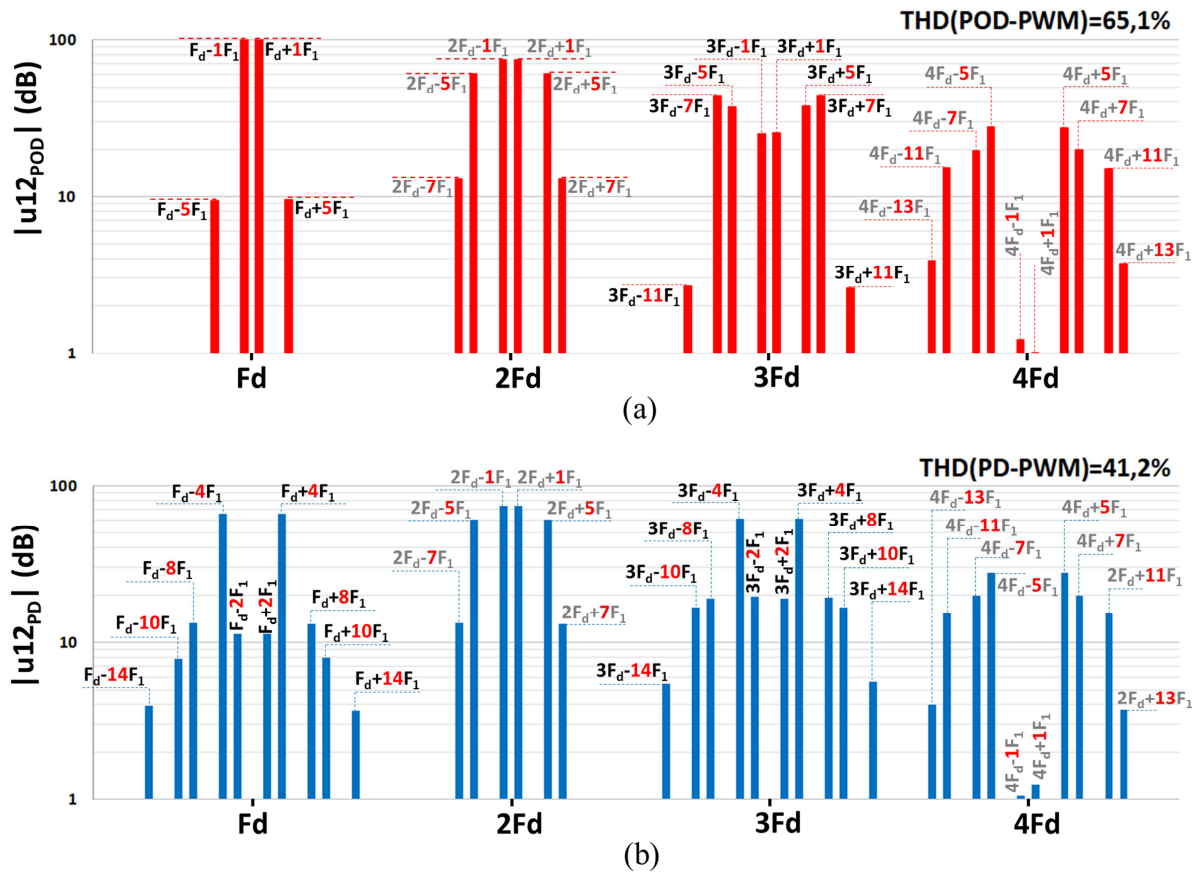 THD(POD-PWM)=65,1%
|u12POD| (dB)
100
10
1
Fd-5F1
Fd-1F1
Fd+1F1
Fd+5F1
2Fd-7F1
2Fd-5F1
2Fd-1F1
2Fd+1F1
2Fd+5F1
2Fd+7F1
3Fd-11F1
3Fd-7F1
3Fd-5F1
3Fd-1F1
3Fd+1F1
3Fd+5F1
3Fd+7F1
3Fd+11F1
4Fd-13F1
4Fd-11F1
4Fd-7F1
4Fd-5F1
4Fd-1F1
4Fd+1F1
4Fd+5F1
4Fd+7F1
4Fd+11F1
4Fd+13F1
Fd
2Fd
3Fd
4Fd
(a)
THD(PD-PWM)=41,2%
|u12PD| (dB)
100
10
1
Fd-14F1
Fd-10F1
Fd-8F1
Fd-4F1
Fd-2F1
Fd+2F1
Fd+4F1
Fd+8F1
Fd+10F1
Fd+14F1
2Fd-7F1
2Fd-5F1
2Fd-1F1
2Fd+1F1
2Fd+5F1
2Fd+7F1
3Fd-14F1
3Fd-10F1
3Fd-8F1
3Fd-4F1
3Fd-2F1
3Fd+2F1
3Fd+4F1
3Fd+8F1
3Fd+10F1
3Fd+14F1
4Fd-13F1
4Fd-11F1
4Fd-7F1
4Fd-5F1
4Fd-1F1
4Fd+1F1
4Fd+5F1
4Fd+7F1
2Fd+11F1
2Fd+13F1
Fd
2Fd
3Fd
4Fd
(b)